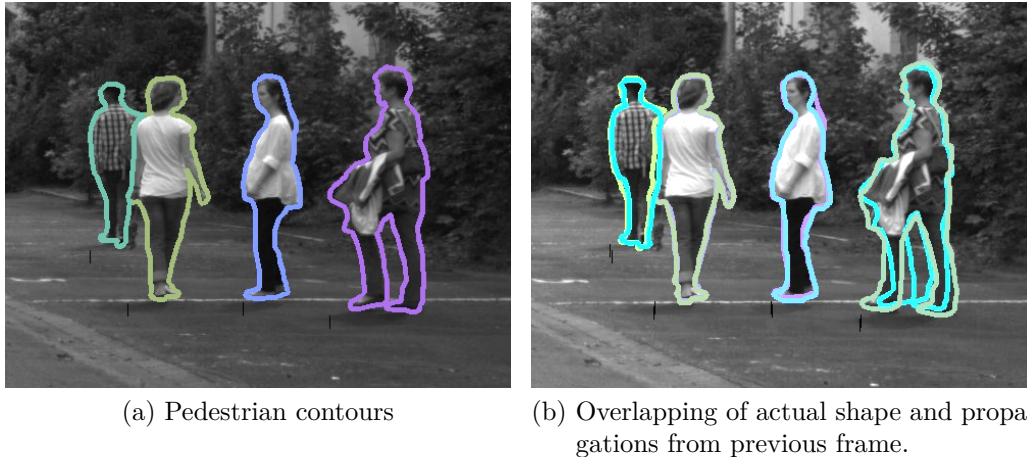 (a) Pedestrian contours
(b) Overlapping of actual shape and propa
gations from previous frame.